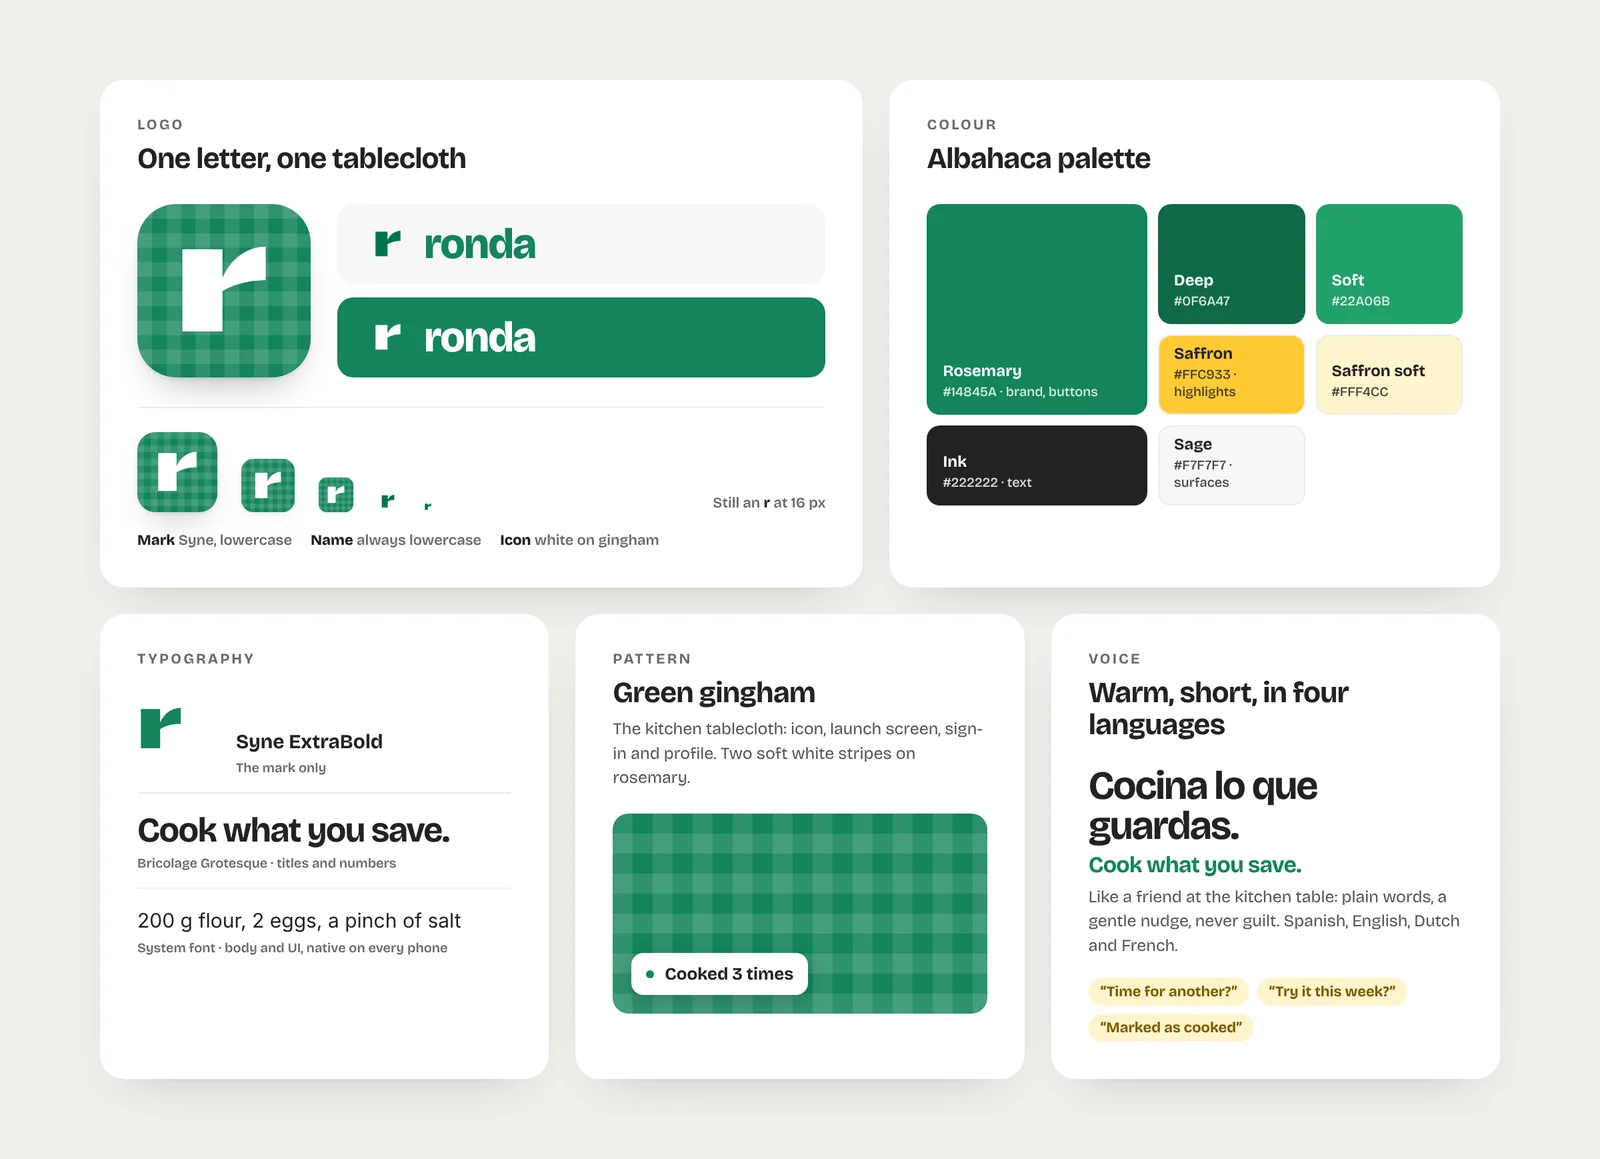 LOGO
One letter, one tablecloth
r
r ronda
r ronda
r r r r r
Still an r at 16 px
Mark Syne, lowercase Name always lowercase Icon white on gingham
COLOUR
Albahaca palette
Rosemary
#14845A · brand, buttons
Deep
#0F6A47
Soft
#22A06B
Saffron
#FFC933 ·
highlights
Saffron soft
#FFF4CC
Ink
#222222 · text
Sage
#F7F7F7 ·
surfaces
TYPOGRAPHY
r
Syne ExtraBold
The mark only
Cook what you save.
Bricolage Grotesque · titles and numbers
200 g flour, 2 eggs, a pinch of salt
System font · body and UI, native on every phone
PATTERN
Green gingham
The kitchen tablecloth: icon, launch screen, sign-
in and profile. Two soft white stripes on
rosemary.
Cooked 3 times
VOICE
Warm, short, in four
languages
Cocina lo que
guardas.
Cook what you save.
Like a friend at the kitchen table: plain words, a
gentle nudge, never guilt. Spanish, English, Dutch
and French.
“Time for another?” “Try it this week?”
“Marked as cooked”